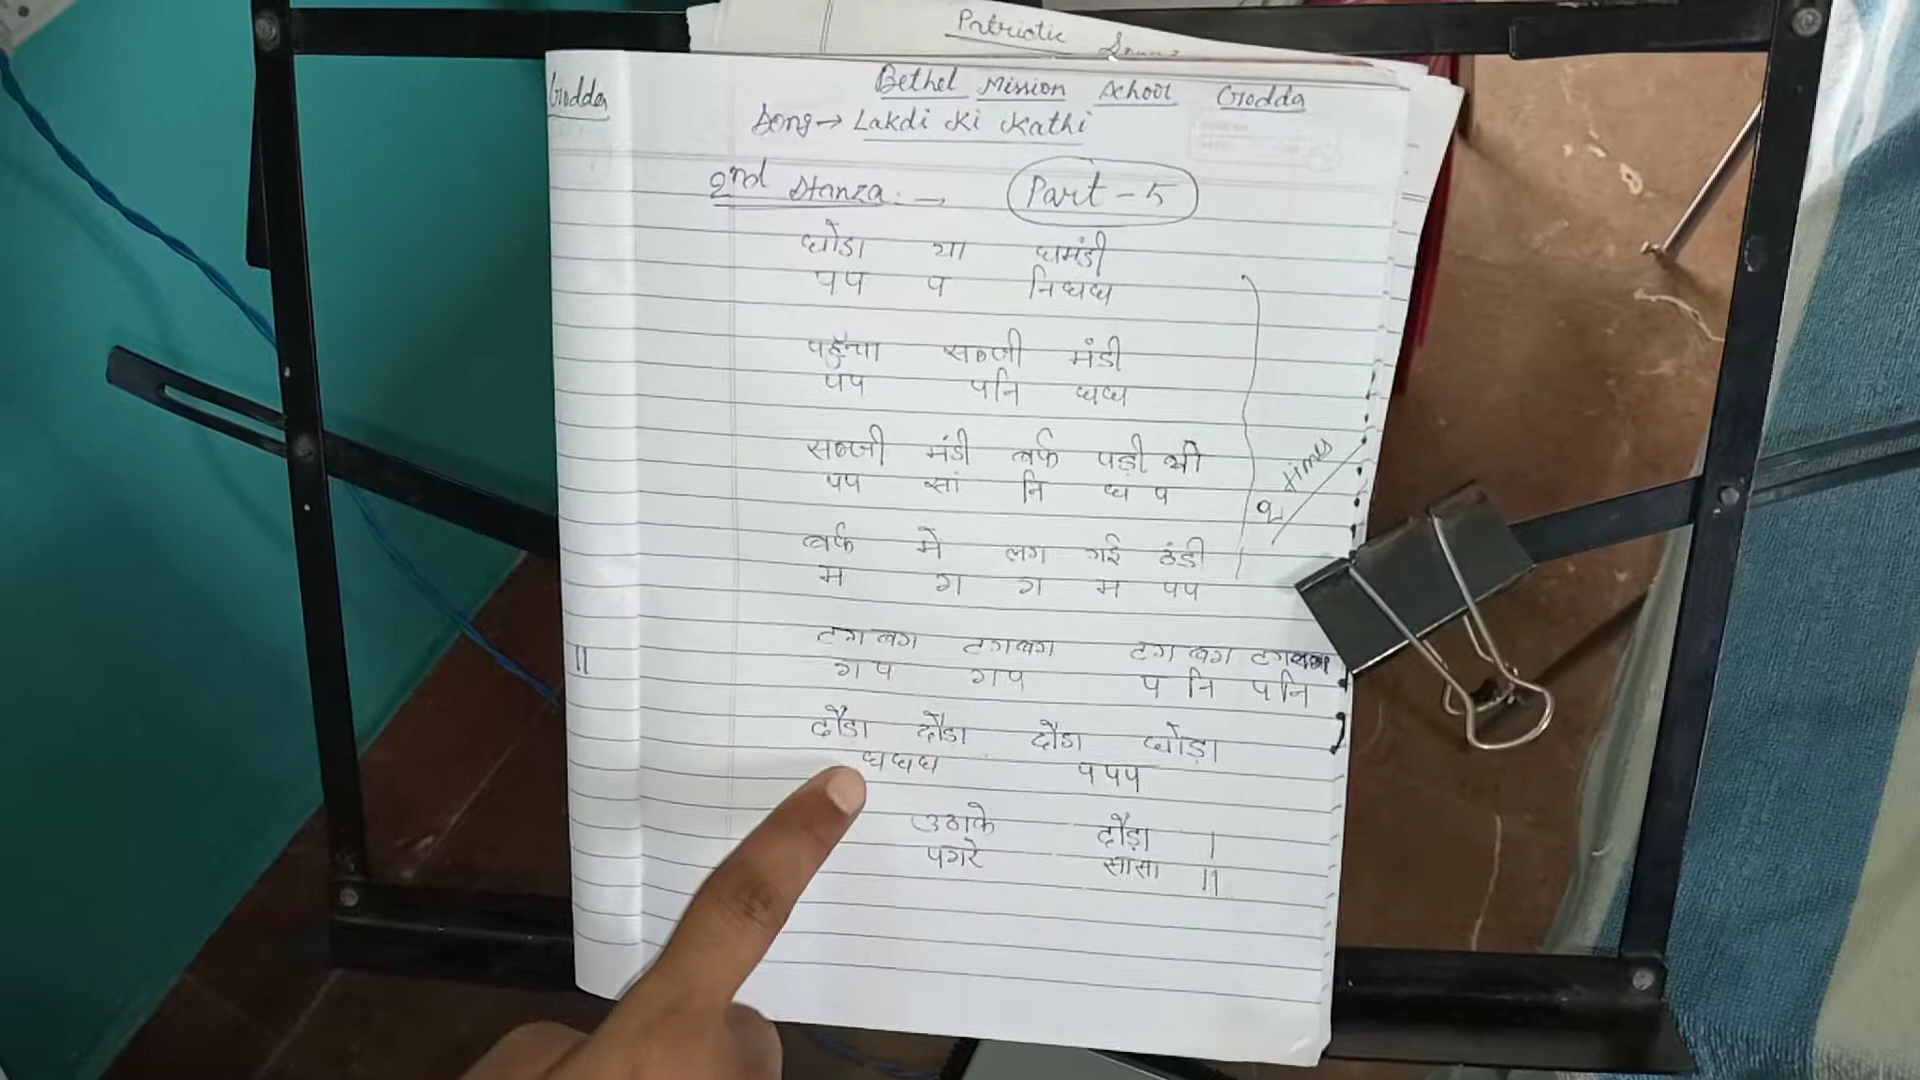 Patriotic
Godda
Bethel Mission School Godda
Song → Lakdi Ki Kathi
2nd Stanza: → Part-5
घोडा था घमंडी
पप प निधध
पहुँचा सब्जी मंडी
पप पनि धध
सब्जी मंडी बर्फ पड़ी थी
पप सां नि ध प
2 times
बर्फ में लग गई ठंडी
म ग ग म पप
टगबग टगबग टगबग टगबग
गप गप प नि पनि
॥
दौड़ा दौड़ा दौडा घोड़ा
धधध पपप
उठाके दौड़ा ।
पगरे सासा ॥